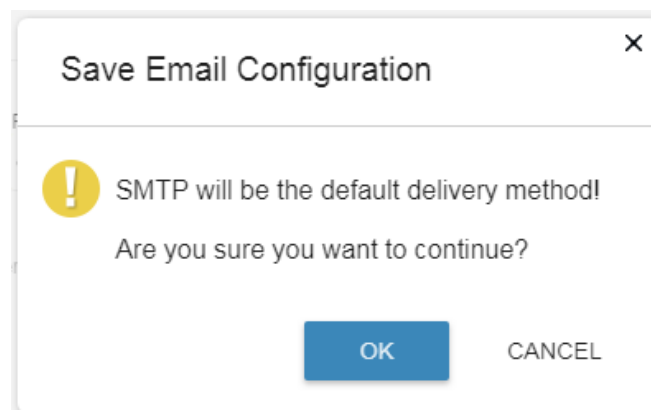 Save Email Configuration
SMTP will be the default delivery method!
Are you sure you want to continue?
OK CANCEL